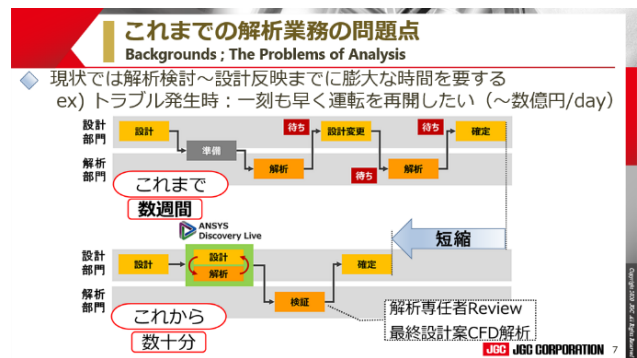 これまでの解析業務の問題点
Backgrounds ; The Problems of Analysis
現状では解析検討～設計反映までに膨大な時間を要する
ex) トラブル発生時：一刻も早く運転を再開したい（～数億円/day）
設計部門
設計
待ち
設計変更
待ち
確定
準備
解析部門
解析
待ち
解析
これまで
数週間
ANSYS
Discovery Live
短縮
設計部門
設計
設計
解析
確定
解析部門
検証
これから
数十分
解析専任者Review
最終設計案CFD解析
JGC JGC CORPORATION
7